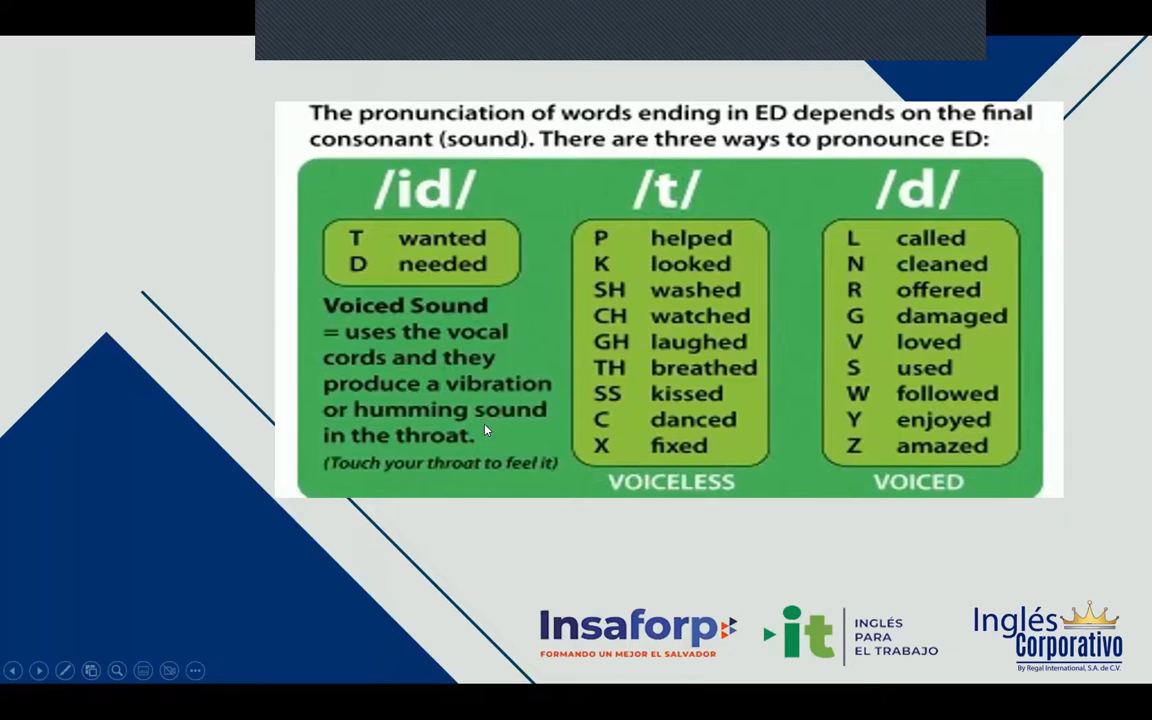 The pronunciation of words ending in ED depends on the final
consonant (sound). There are three ways to pronounce ED:
/id/
T wanted
D needed
Voiced Sound
= uses the vocal
cords and they
produce a vibration
or humming sound
in the throat.
(Touch your throat to feel it)
/t/
P helped
K looked
SH washed
CH watched
GH laughed
TH breathed
SS kissed
C danced
X fixed
VOICELESS
/d/
L called
N cleaned
R offered
G damaged
V loved
S used
W followed
Y enjoyed
Z amazed
VOICED
Insaforp
FORMANDO UN MEJOR EL SALVADOR
it
INGLÉS
PARA
EL TRABAJO
Inglés
Corporativo
By Regal International, S.A. de C.V.